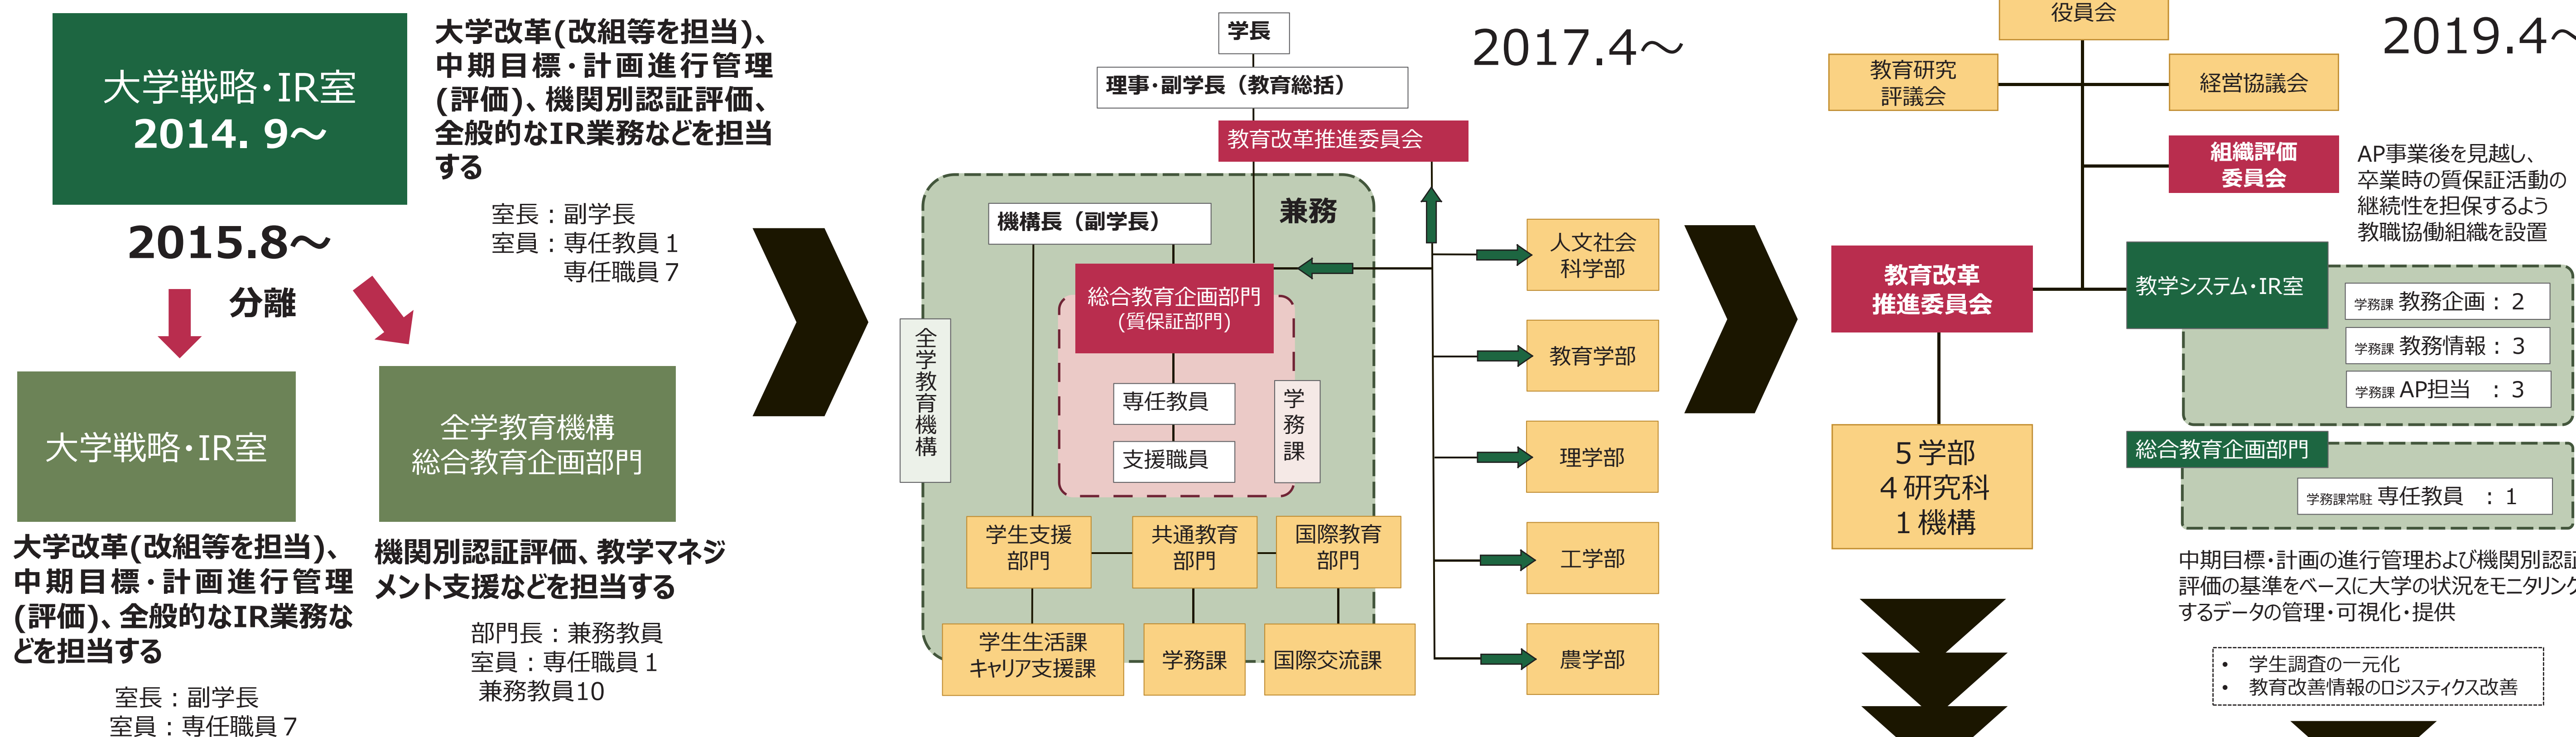 大学戦略・IR室
2014. 9～
大学改革(改組等を担当)、
中期目標・計画進行管理
(評価)、機関別認証評価、
全般的なIR業務などを担当
する
室長：副学長
室員：専任教員１
専任職員７
2015.8～
分離
大学戦略・IR室
全学教育機構
総合教育企画部門
大学改革(改組等を担当)、
中期目標・計画進行管理
(評価)、全般的なIR業務な
どを担当する
室長：副学長
室員：専任職員７
機関別認証評価、教学マネジ
メント支援などを担当する
部門長：兼務教員
室員：専任職員１
兼務教員10
2017.4～
学長
理事・副学長（教育総括）
教育改革推進委員会
兼務
機構長（副学長）
総合教育企画部門
(質保証部門)
全学教育機構
専任教員
支援職員
学務課
学生支援
部門
共通教育
部門
国際教育
部門
学生生活課
キャリア支援課
学務課
国際交流課
人文社会
科学部
教育学部
理学部
工学部
農学部
2019.4～
役員会
教育研究
評議会
経営協議会
組織評価
委員会
AP事業後を見越し、
卒業時の質保証活動の
継続性を担保するよう
教職協働組織を設置
教育改革
推進委員会
教学システム・IR室
学務課 教務企画：２
学務課 教務情報：３
学務課 AP担当　：３
５学部
４研究科
１機構
総合教育企画部門
学務課常駐 専任教員　：１
中期目標・計画の進行管理および機関別認証
評価の基準をベースに大学の状況をモニタリング
するデータの管理・可視化・提供
• 学生調査の一元化
• 教育改善情報のロジスティクス改善